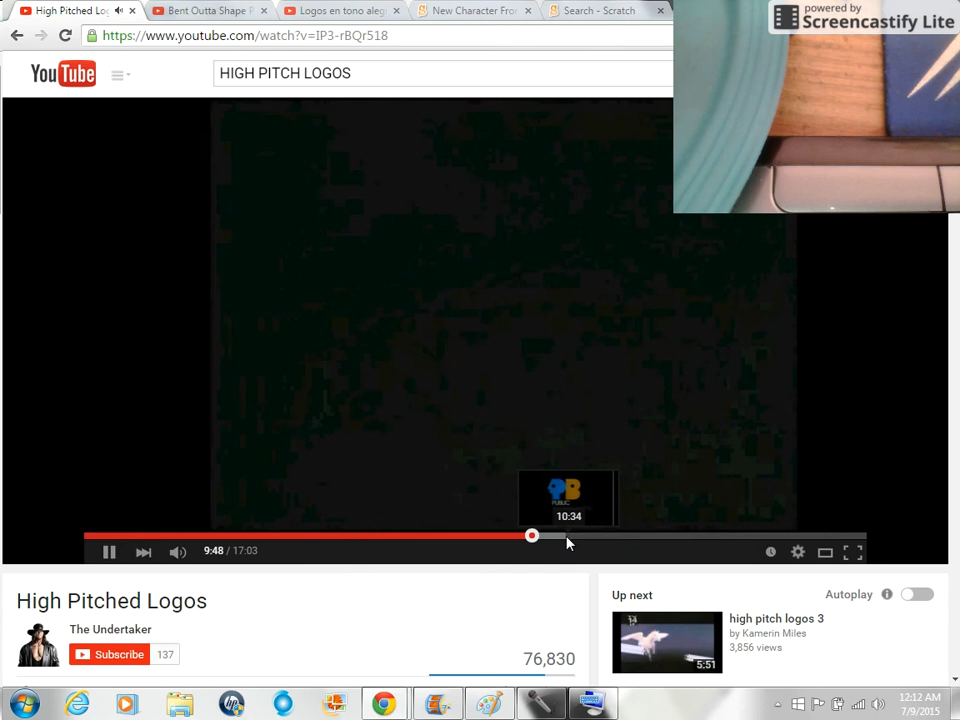 High Pitched Lo
Bent Outta Shape P
Logos en tono aleg
New Character Fro
Search - Scratch
powered by
Screencastify Lite
https://www.youtube.com/watch?v=IP3-rBQr518
YouTube
HIGH PITCH LOGOS
PUBLIC
10:34
9:48 / 17:03
High Pitched Logos
The Undertaker
Subscribe 137
76,830
Up next
Autoplay
high pitch logos 3
by Kamerin Miles
3,856 views
5:51
12:12 AM
7/9/2015